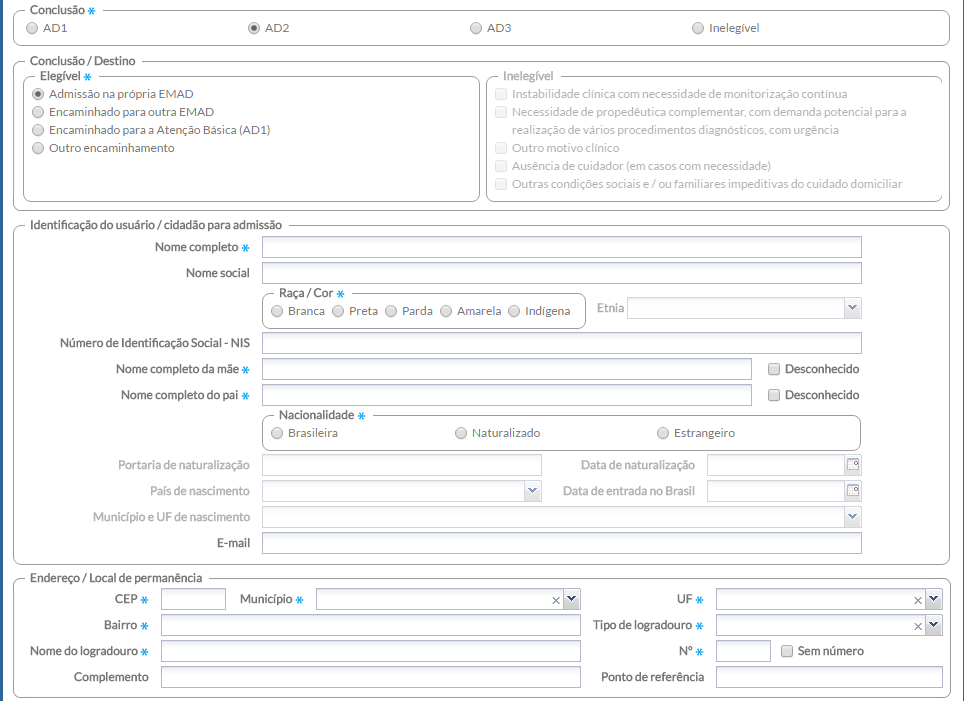 Conclusão *
AD1 AD2 AD3 Inelegível
Conclusão / Destino
Elegível * Inelegível
Admissão na própria EMAD Instabilidade clínica com necessidade de monitorização contínua
Encaminhado para outra EMAD Necessidade de propedêutica complementar, com demanda potencial para a
Encaminhado para a Atenção Básica (AD1) realização de vários procedimentos diagnósticos, com urgência
Outro encaminhamento Outro motivo clínico
Ausência de cuidador (em casos com necessidade)
Outras condições sociais e / ou familiares impeditivas do cuidado domiciliar
Identificação do usuário / cidadão para admissão
Nome completo *
Nome social
Raça / Cor *
Branca Preta Parda Amarela Indígena Etnia
Número de Identificação Social - NIS
Nome completo da mãe * Desconhecido
Nome completo do pai * Desconhecido
Nacionalidade *
Brasileira Naturalizado Estrangeiro
Portaria de naturalização Data de naturalização
País de nascimento Data de entrada no Brasil
Município e UF de nascimento
E-mail
Endereço / Local de permanência
CEP * Município * UF *
Bairro * Tipo de logradouro *
Nome do logradouro * Nº * Sem número
Complemento Ponto de referência